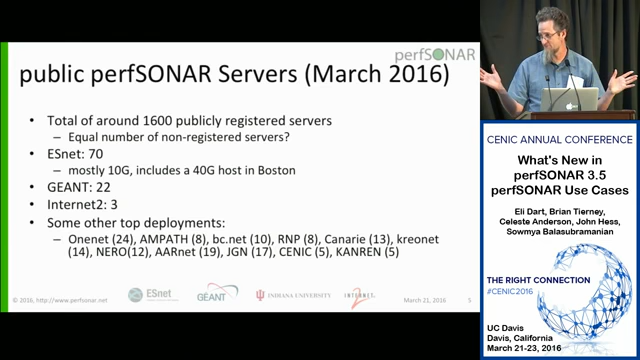 perfSONAR
public perfSONAR Servers (March 2016)
• Total of around 1600 publicly registered servers
– Equal number of non-registered servers?
• ESnet: 70
– mostly 10G, includes a 40G host in Boston
• GEANT: 22
• Internet2: 3
• Some other top deployments:
– Onenet (24), AMPATH (8), bc.net (10), RNP (8), Canarie (13), kreonet
(14), NERO(12), AARnet (19), JGN (17), CENIC (5), KANREN (5)
© 2016, http://www.perfsonar.net
ESnet
GÉANT
INDIANA UNIVERSITY
INTERNET
2
March 21, 2016
5
CENIC ANNUAL CONFERENCE
What's New in
perfSONAR 3.5
perfSONAR Use Cases
Eli Dart, Brian Tierney,
Celeste Anderson, John Hess,
Sowmya Balasubramanian
THE RIGHT CONNECTION
#CENIC2016
UC Davis
Davis, California
March 21-23, 2016